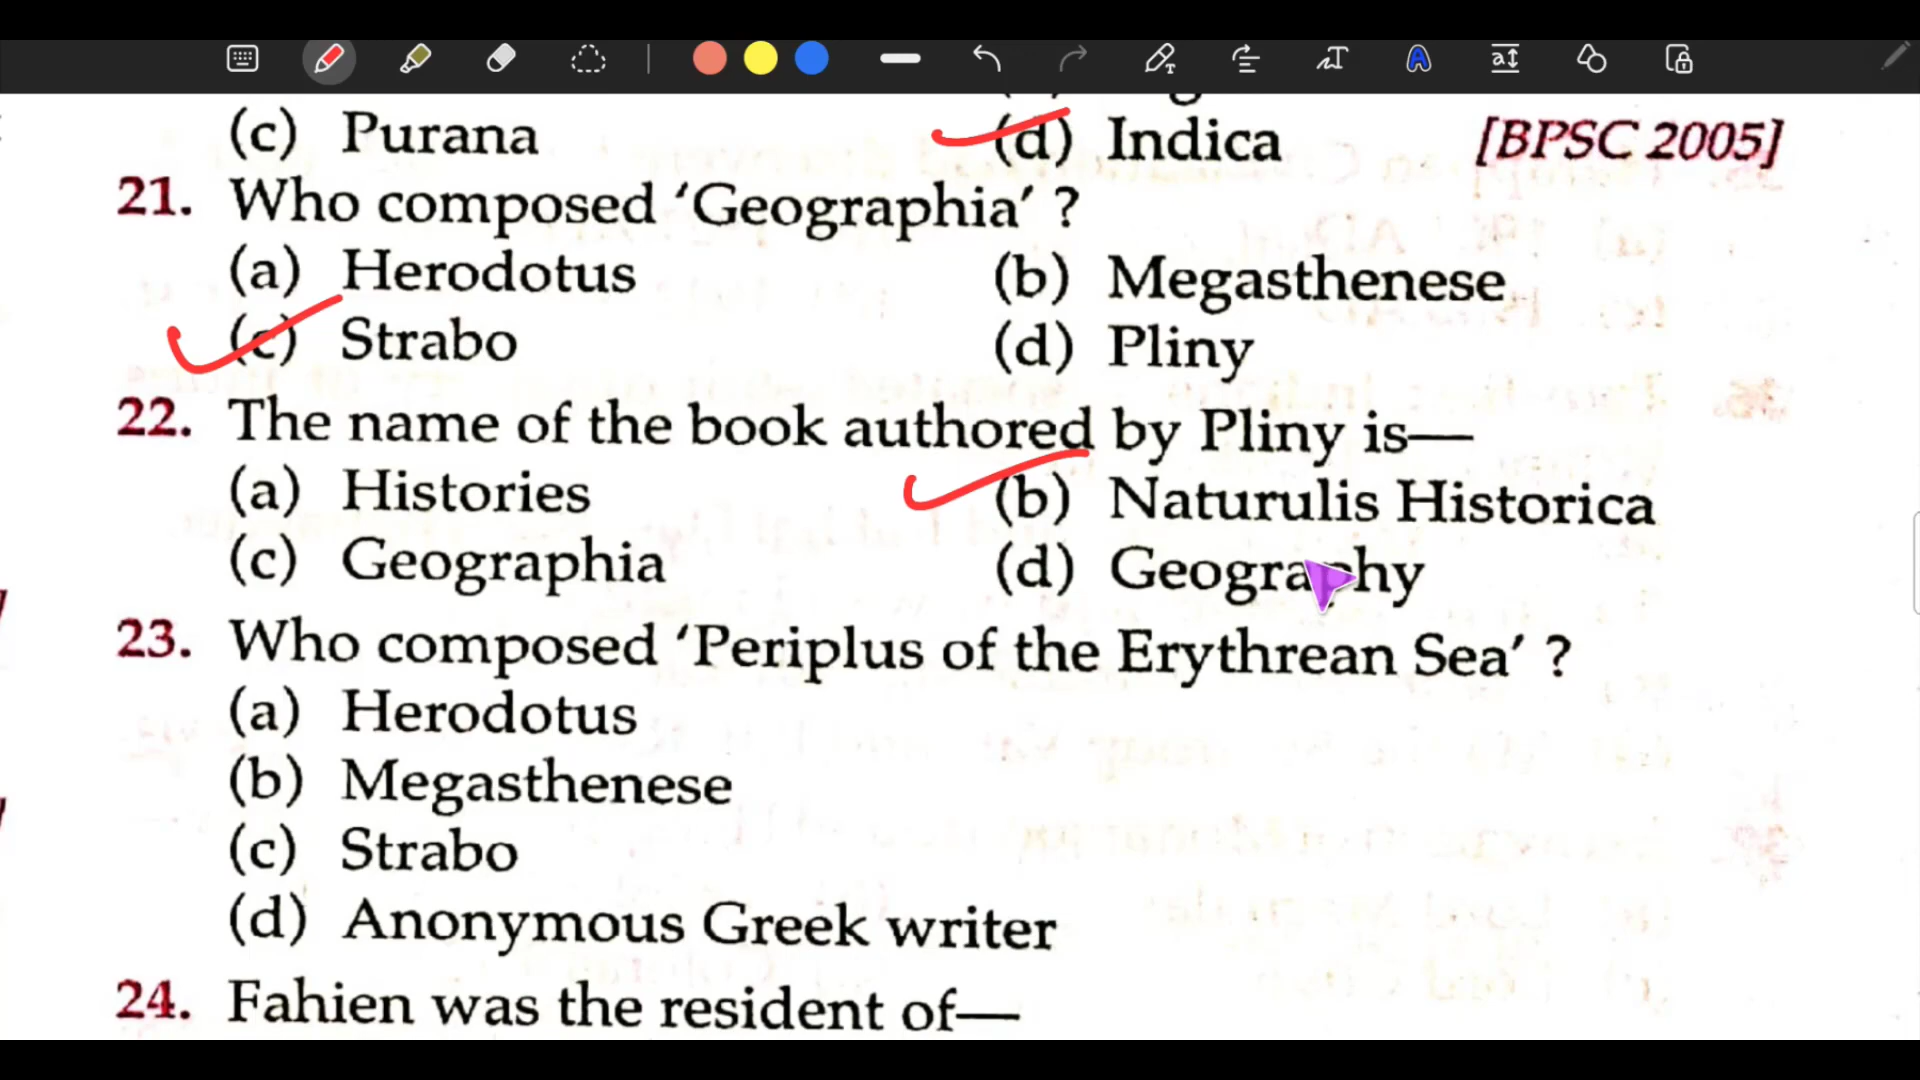 (c) Purana (d) Indica [BPSC 2005]
21. Who composed ‘Geographia’ ?
(a) Herodotus (b) Megasthenese
(c) Strabo (d) Pliny
22. The name of the book authored by Pliny is—
(a) Histories (b) Naturulis Historica
(c) Geographia (d) Geography
23. Who composed ‘Periplus of the Erythrean Sea’ ?
(a) Herodotus
(b) Megasthenese
(c) Strabo
(d) Anonymous Greek writer
24. Fahien was the resident of—